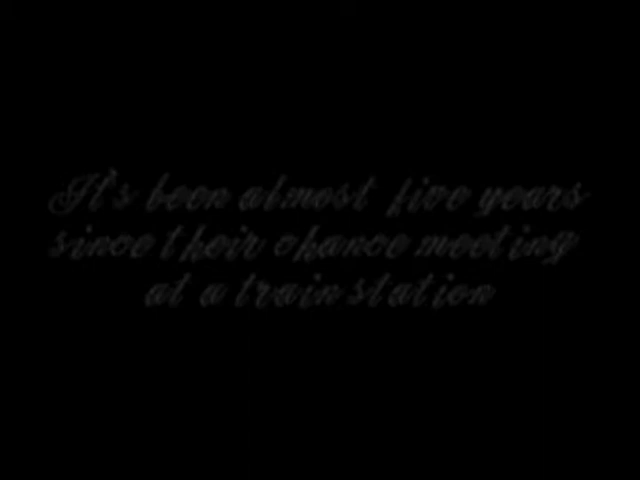 It's been almost five years
since their chance meeting
at a train station